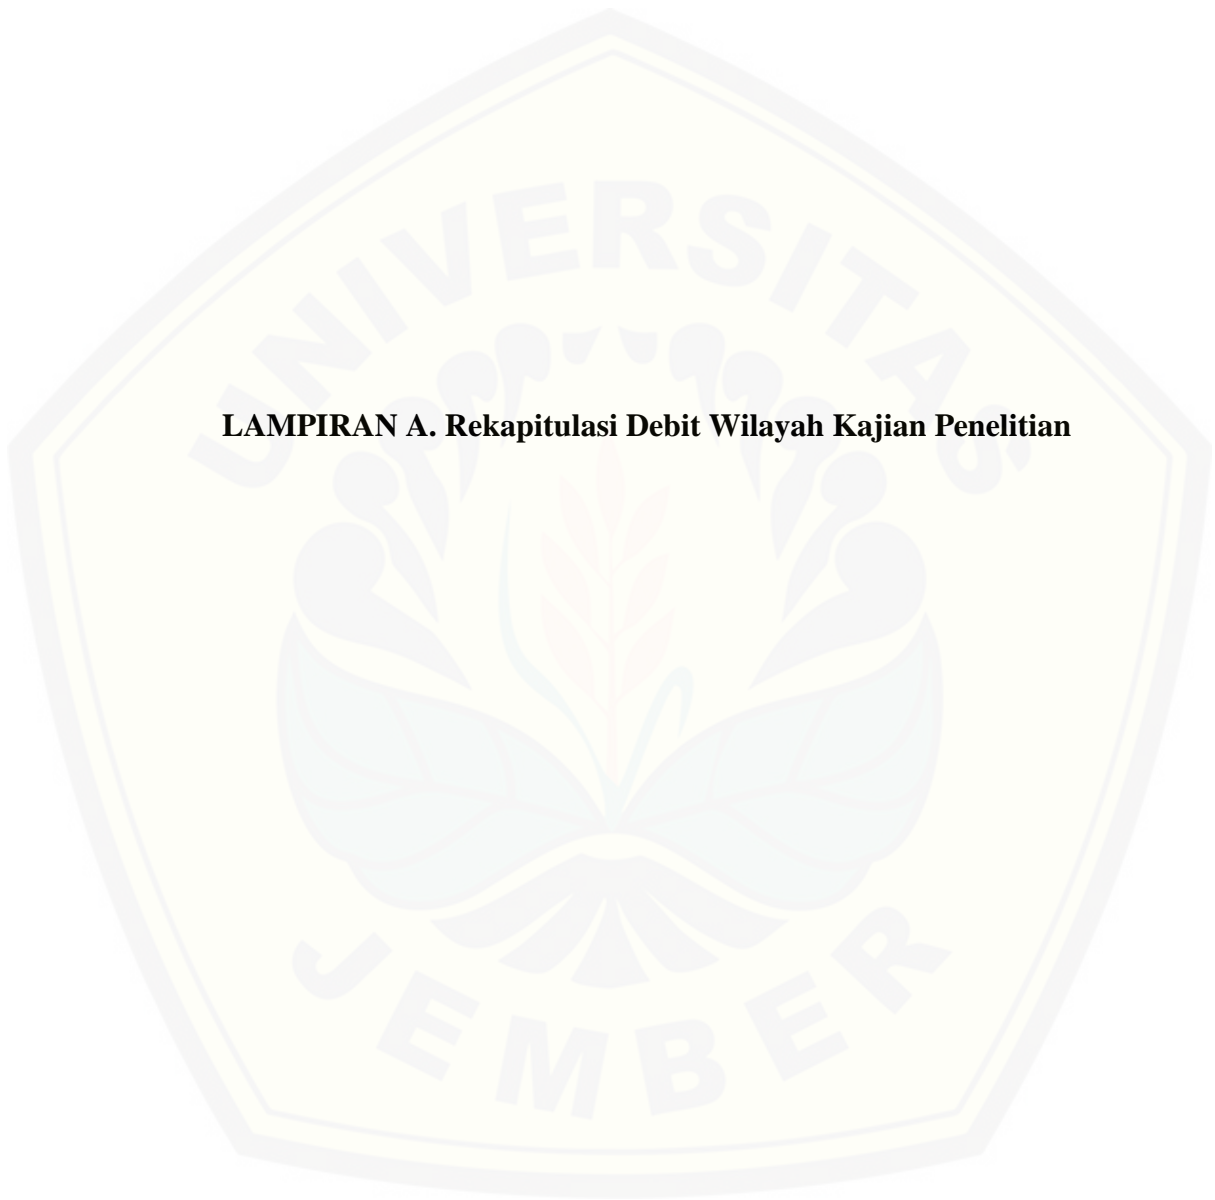 UNIVERSITAS
LAMPIRAN A. Rekapitulasi Debit Wilayah Kajian Penelitian
JEMBER